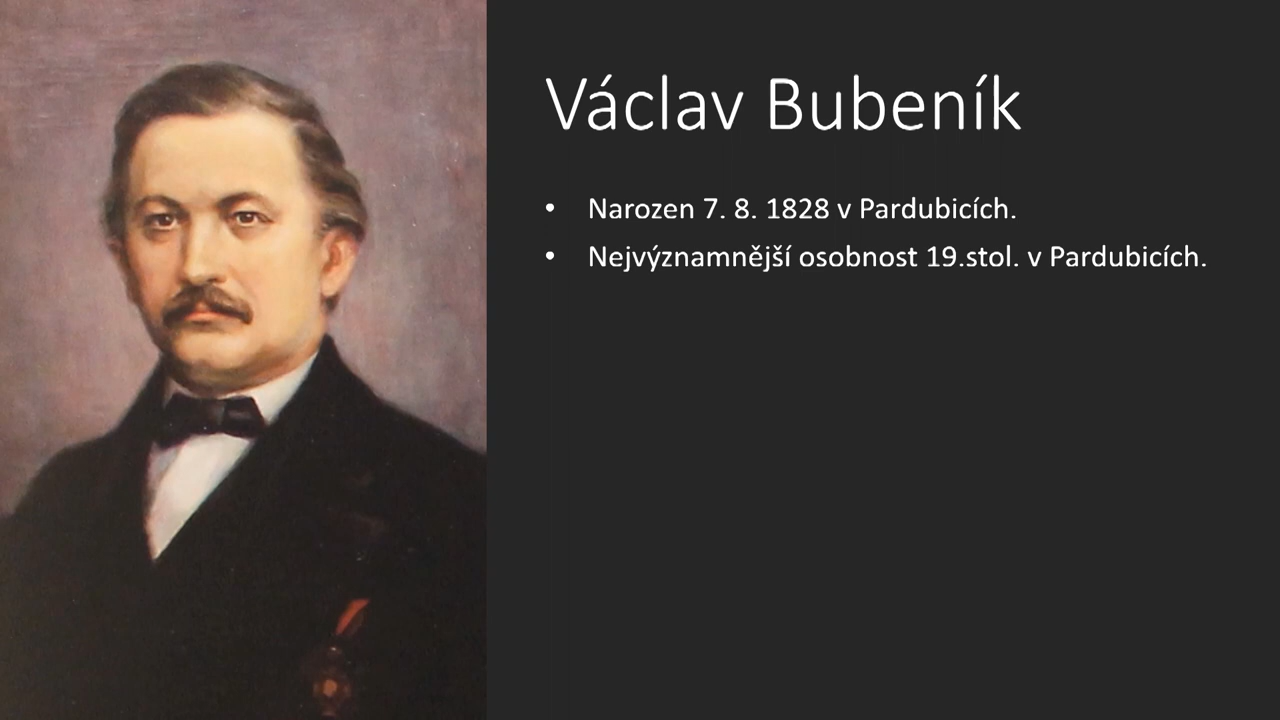 Václav Bubeník
• Narozen 7. 8. 1828 v Pardubicích.
• Nejvýznamnější osobnost 19.stol. v Pardubicích.